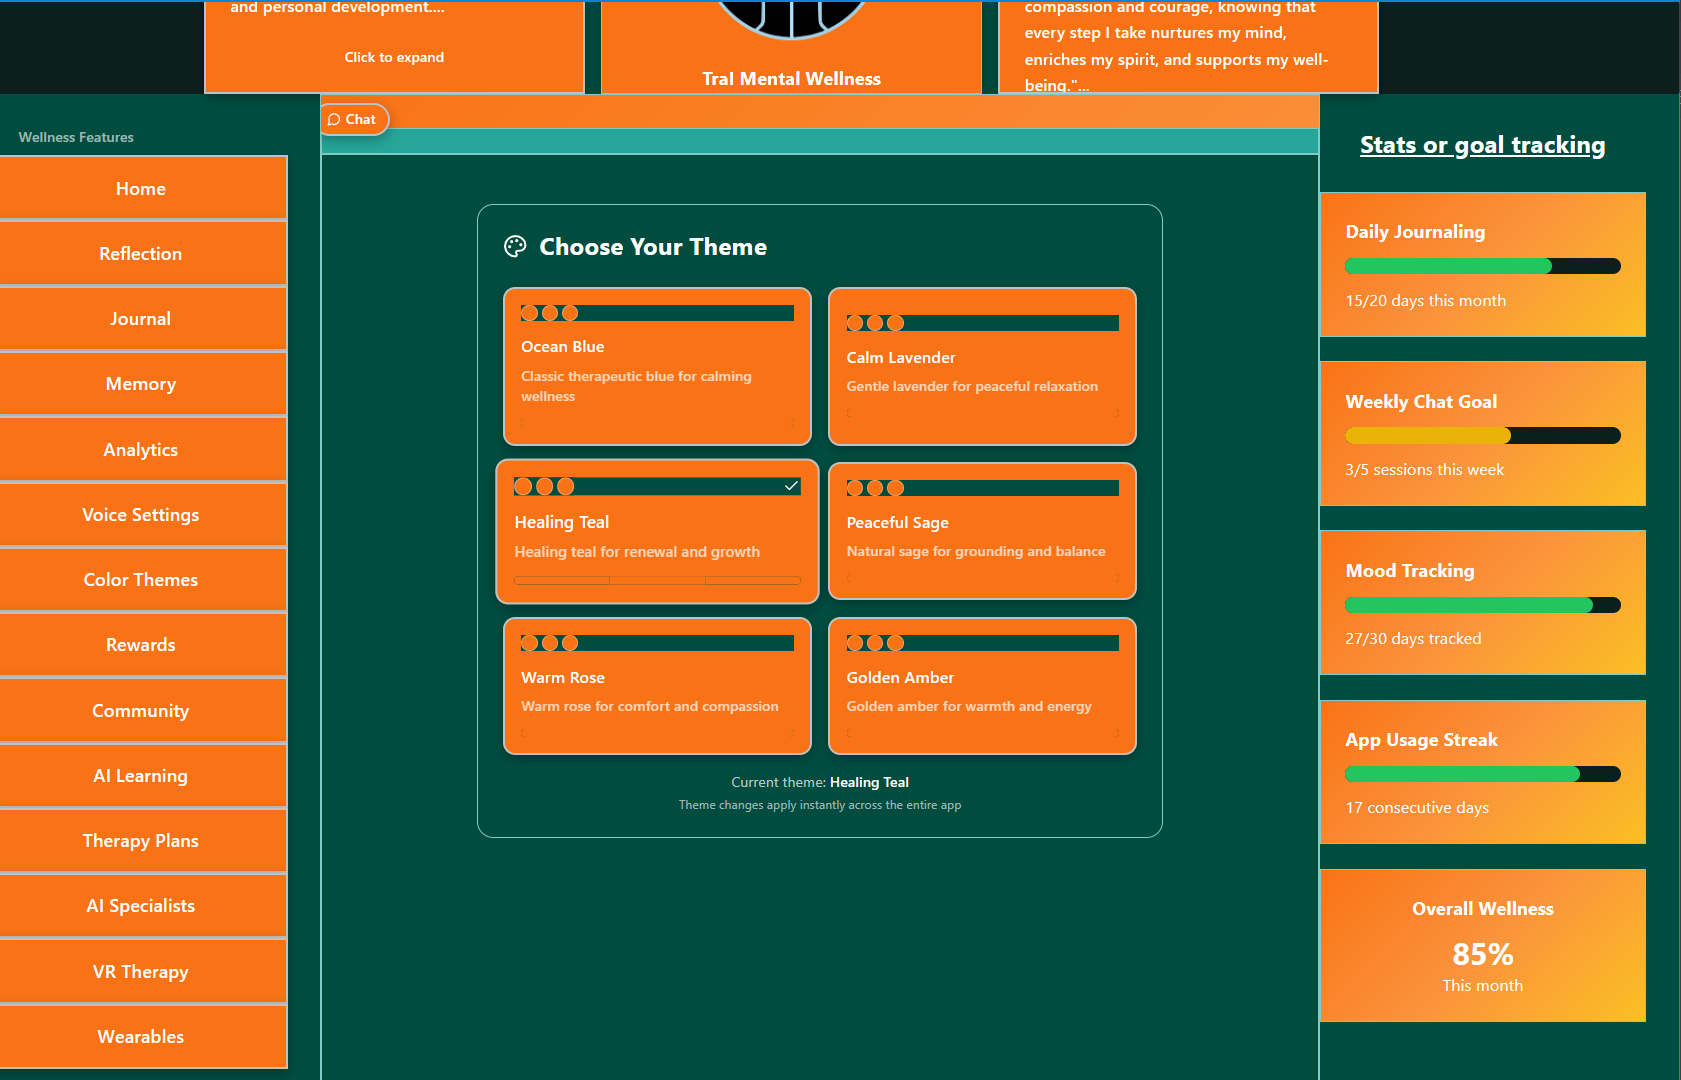 and personal development....
Click to expand
Tral Mental Wellness
compassion and courage, knowing that
every step I take nurtures my mind,
enriches my spirit, and supports my well-
being."...
Chat
Wellness Features
Home
Reflection
Journal
Memory
Analytics
Voice Settings
Color Themes
Rewards
Community
AI Learning
Therapy Plans
AI Specialists
VR Therapy
Wearables
Choose Your Theme
Ocean Blue
Classic therapeutic blue for calming
wellness
Calm Lavender
Gentle lavender for peaceful relaxation
Healing Teal
Healing teal for renewal and growth
Peaceful Sage
Natural sage for grounding and balance
Warm Rose
Warm rose for comfort and compassion
Golden Amber
Golden amber for warmth and energy
Current theme: Healing Teal
Theme changes apply instantly across the entire app
Stats or goal tracking
Daily Journaling
15/20 days this month
Weekly Chat Goal
3/5 sessions this week
Mood Tracking
27/30 days tracked
App Usage Streak
17 consecutive days
Overall Wellness
85%
This month